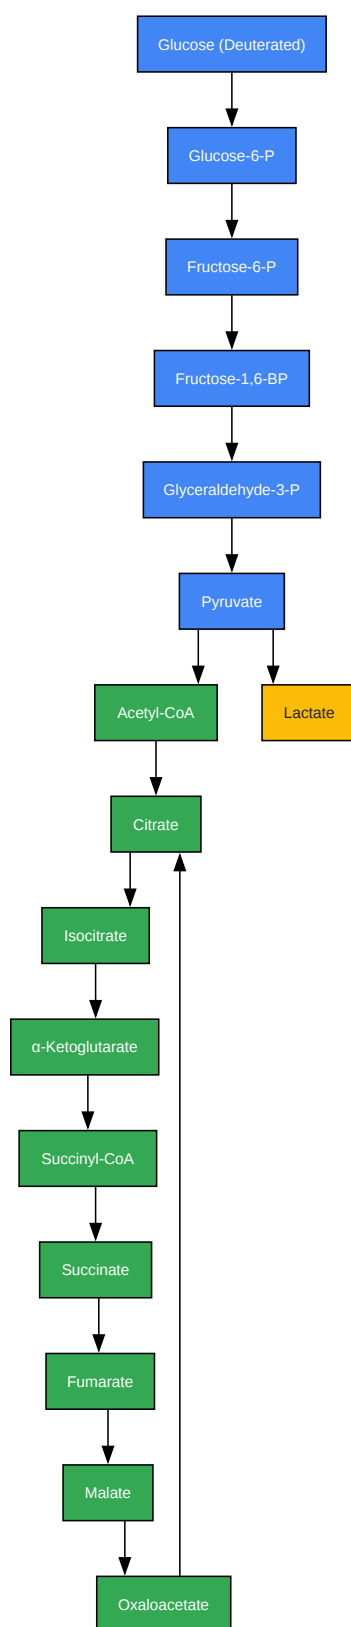 Glucose (Deuterated)
Glucose-6-P
Fructose-6-P
Fructose-1,6-BP
Glyceraldehyde-3-P
Pyruvate
Acetyl-CoA
Lactate
Citrate
Isocitrate
α-Ketoglutarate
Succinyl-CoA
Succinate
Fumarate
Malate
Oxaloacetate